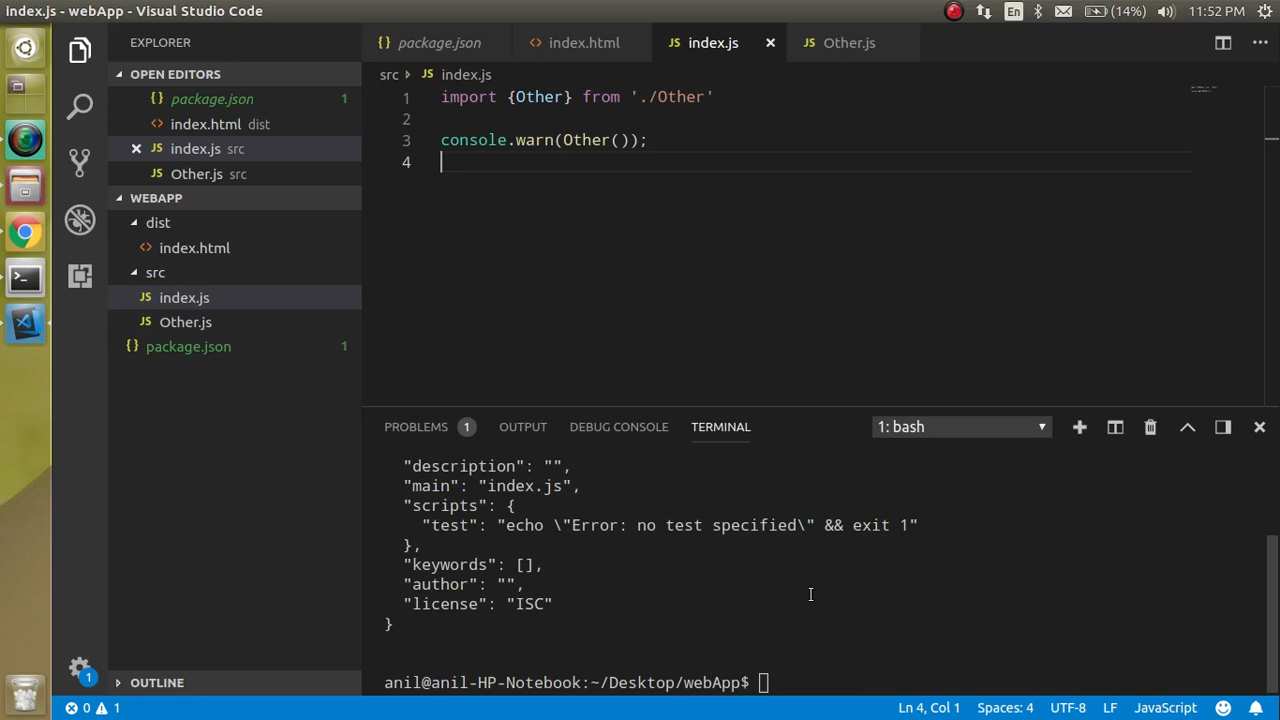 index.js - webApp - Visual Studio Code
En
(14%)
11:52 PM
EXPLORER
OPEN EDITORS
{ } package.json 1
<> index.html dist
JS index.js src
JS Other.js src
WEBAPP
dist
<> index.html
src
JS index.js
JS Other.js
{ } package.json 1
OUTLINE
1
{ } package.json
<> index.html
JS index.js
JS Other.js
src JS index.js
1 import {Other} from './Other'
2
3 console.warn(Other());
4
PROBLEMS 1 OUTPUT DEBUG CONSOLE TERMINAL
1: bash
"description": "",
"main": "index.js",
"scripts": {
"test": "echo \"Error: no test specified\" && exit 1"
},
"keywords": [],
"author": "",
"license": "ISC"
}
anil@anil-HP-Notebook:~/Desktop/webApp$
0 1
Ln 4, Col 1 Spaces: 4 UTF-8 LF JavaScript